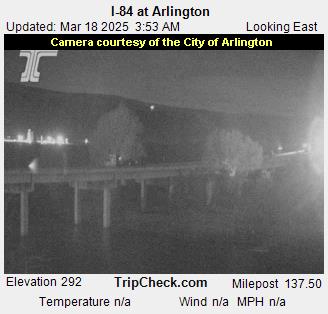 I-84 at Arlington
Updated: Mar 18 2025 3:53 AM Looking East
Camera courtesy of the City of Arlington
Elevation 292 TripCheck.com Milepost 137.50
Temperature n/a Wind n/a MPH n/a